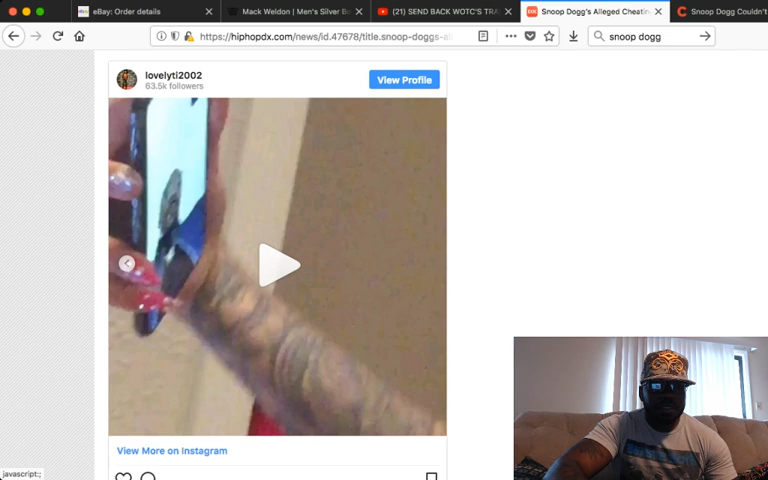 eBay: Order details
Mack Weldon | Men's Silver Bo
(21) SEND BACK WOTC'S TRA
Snoop Dogg's Alleged Cheatin
Snoop Dogg Couldn't
https://hiphopdx.com/news/id.47678/title.snoop-doggs-al
snoop dogg
lovelyti2002
63.5k followers
View Profile
View More on Instagram
javascript:;